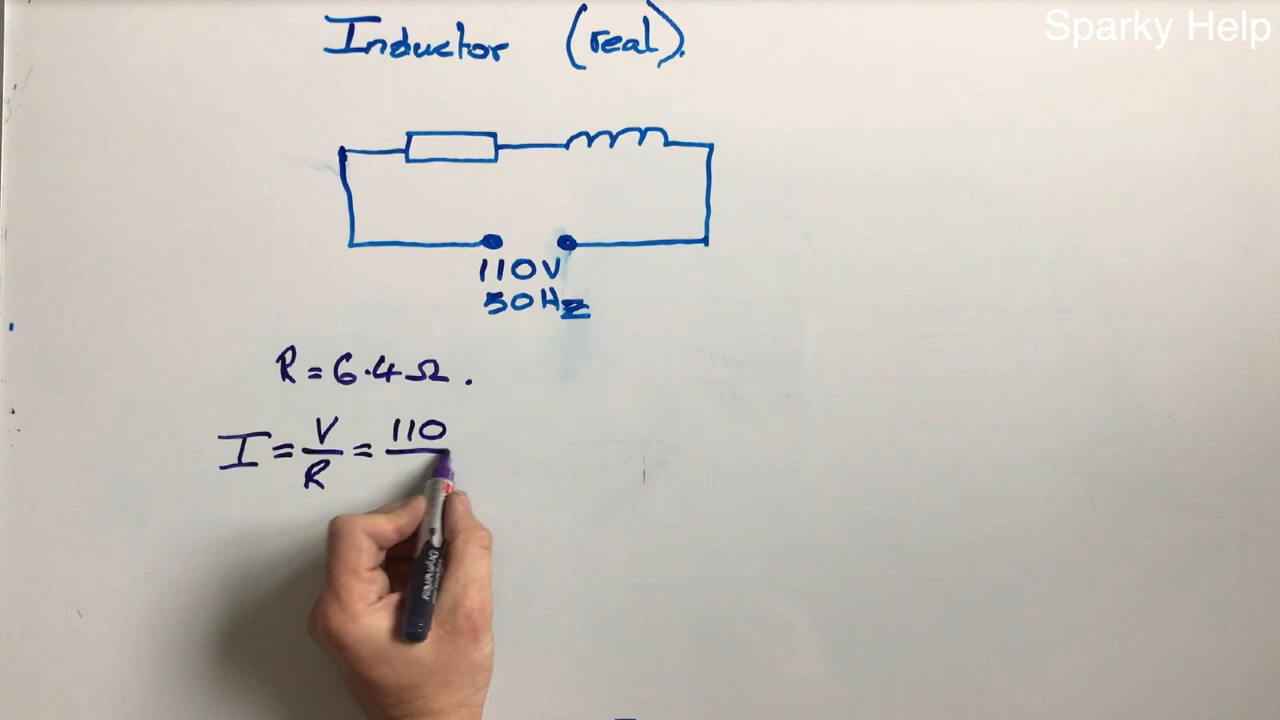 Sparky Help
Inductor (real).
110V
50Hz
R = 6.4Ω.
I = V/R = 110